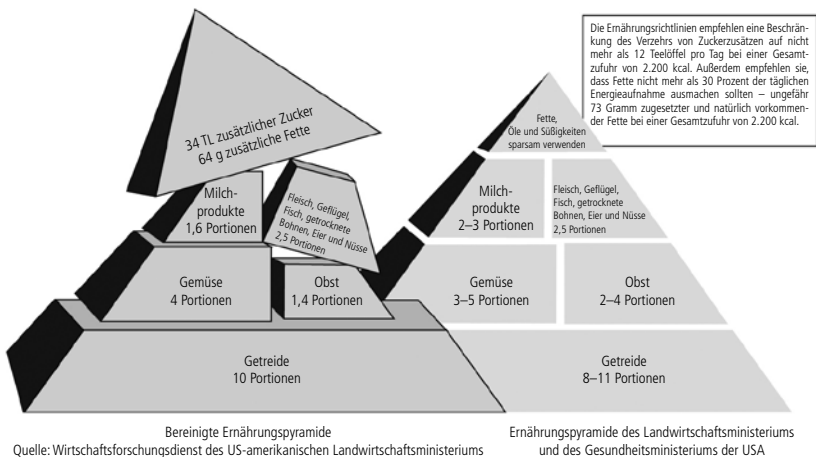 Die Ernährungsrichtlinien empfehlen eine Beschrän-
kung des Verzehrs von Zuckerzusätzen auf nicht
mehr als 12 Teelöffel pro Tag bei einer Gesamt-
zufuhr von 2.200 kcal. Außerdem empfehlen sie,
dass Fette nicht mehr als 30 Prozent der täglichen
Energieaufnahme ausmachen sollten – ungefähr
73 Gramm zugesetzter und natürlich vorkommen-
der Fette bei einer Gesamtzufuhr von 2.200 kcal.
34 TL zusätzlicher Zucker
64 g zusätzliche Fette
Milch-
produkte
1,6 Portionen
Fleisch, Geflügel,
Fisch, getrocknete
Bohnen, Eier und Nüsse
2,5 Portionen
Gemüse
4 Portionen
Obst
1,4 Portionen
Getreide
10 Portionen
Bereinigte Ernährungspyramide
Quelle: Wirtschaftsforschungsdienst des US-amerikanischen Landwirtschaftsministeriums
Fette,
Öle und Süßigkeiten
sparsam verwenden
Milch-
produkte
2–3 Portionen
Fleisch, Geflügel,
Fisch, getrocknete
Bohnen, Eier und Nüsse
2,5 Portionen
Gemüse
3–5 Portionen
Obst
2–4 Portionen
Getreide
8–11 Portionen
Ernährungspyramide des Landwirtschaftsministeriums
und des Gesundheitsministeriums der USA